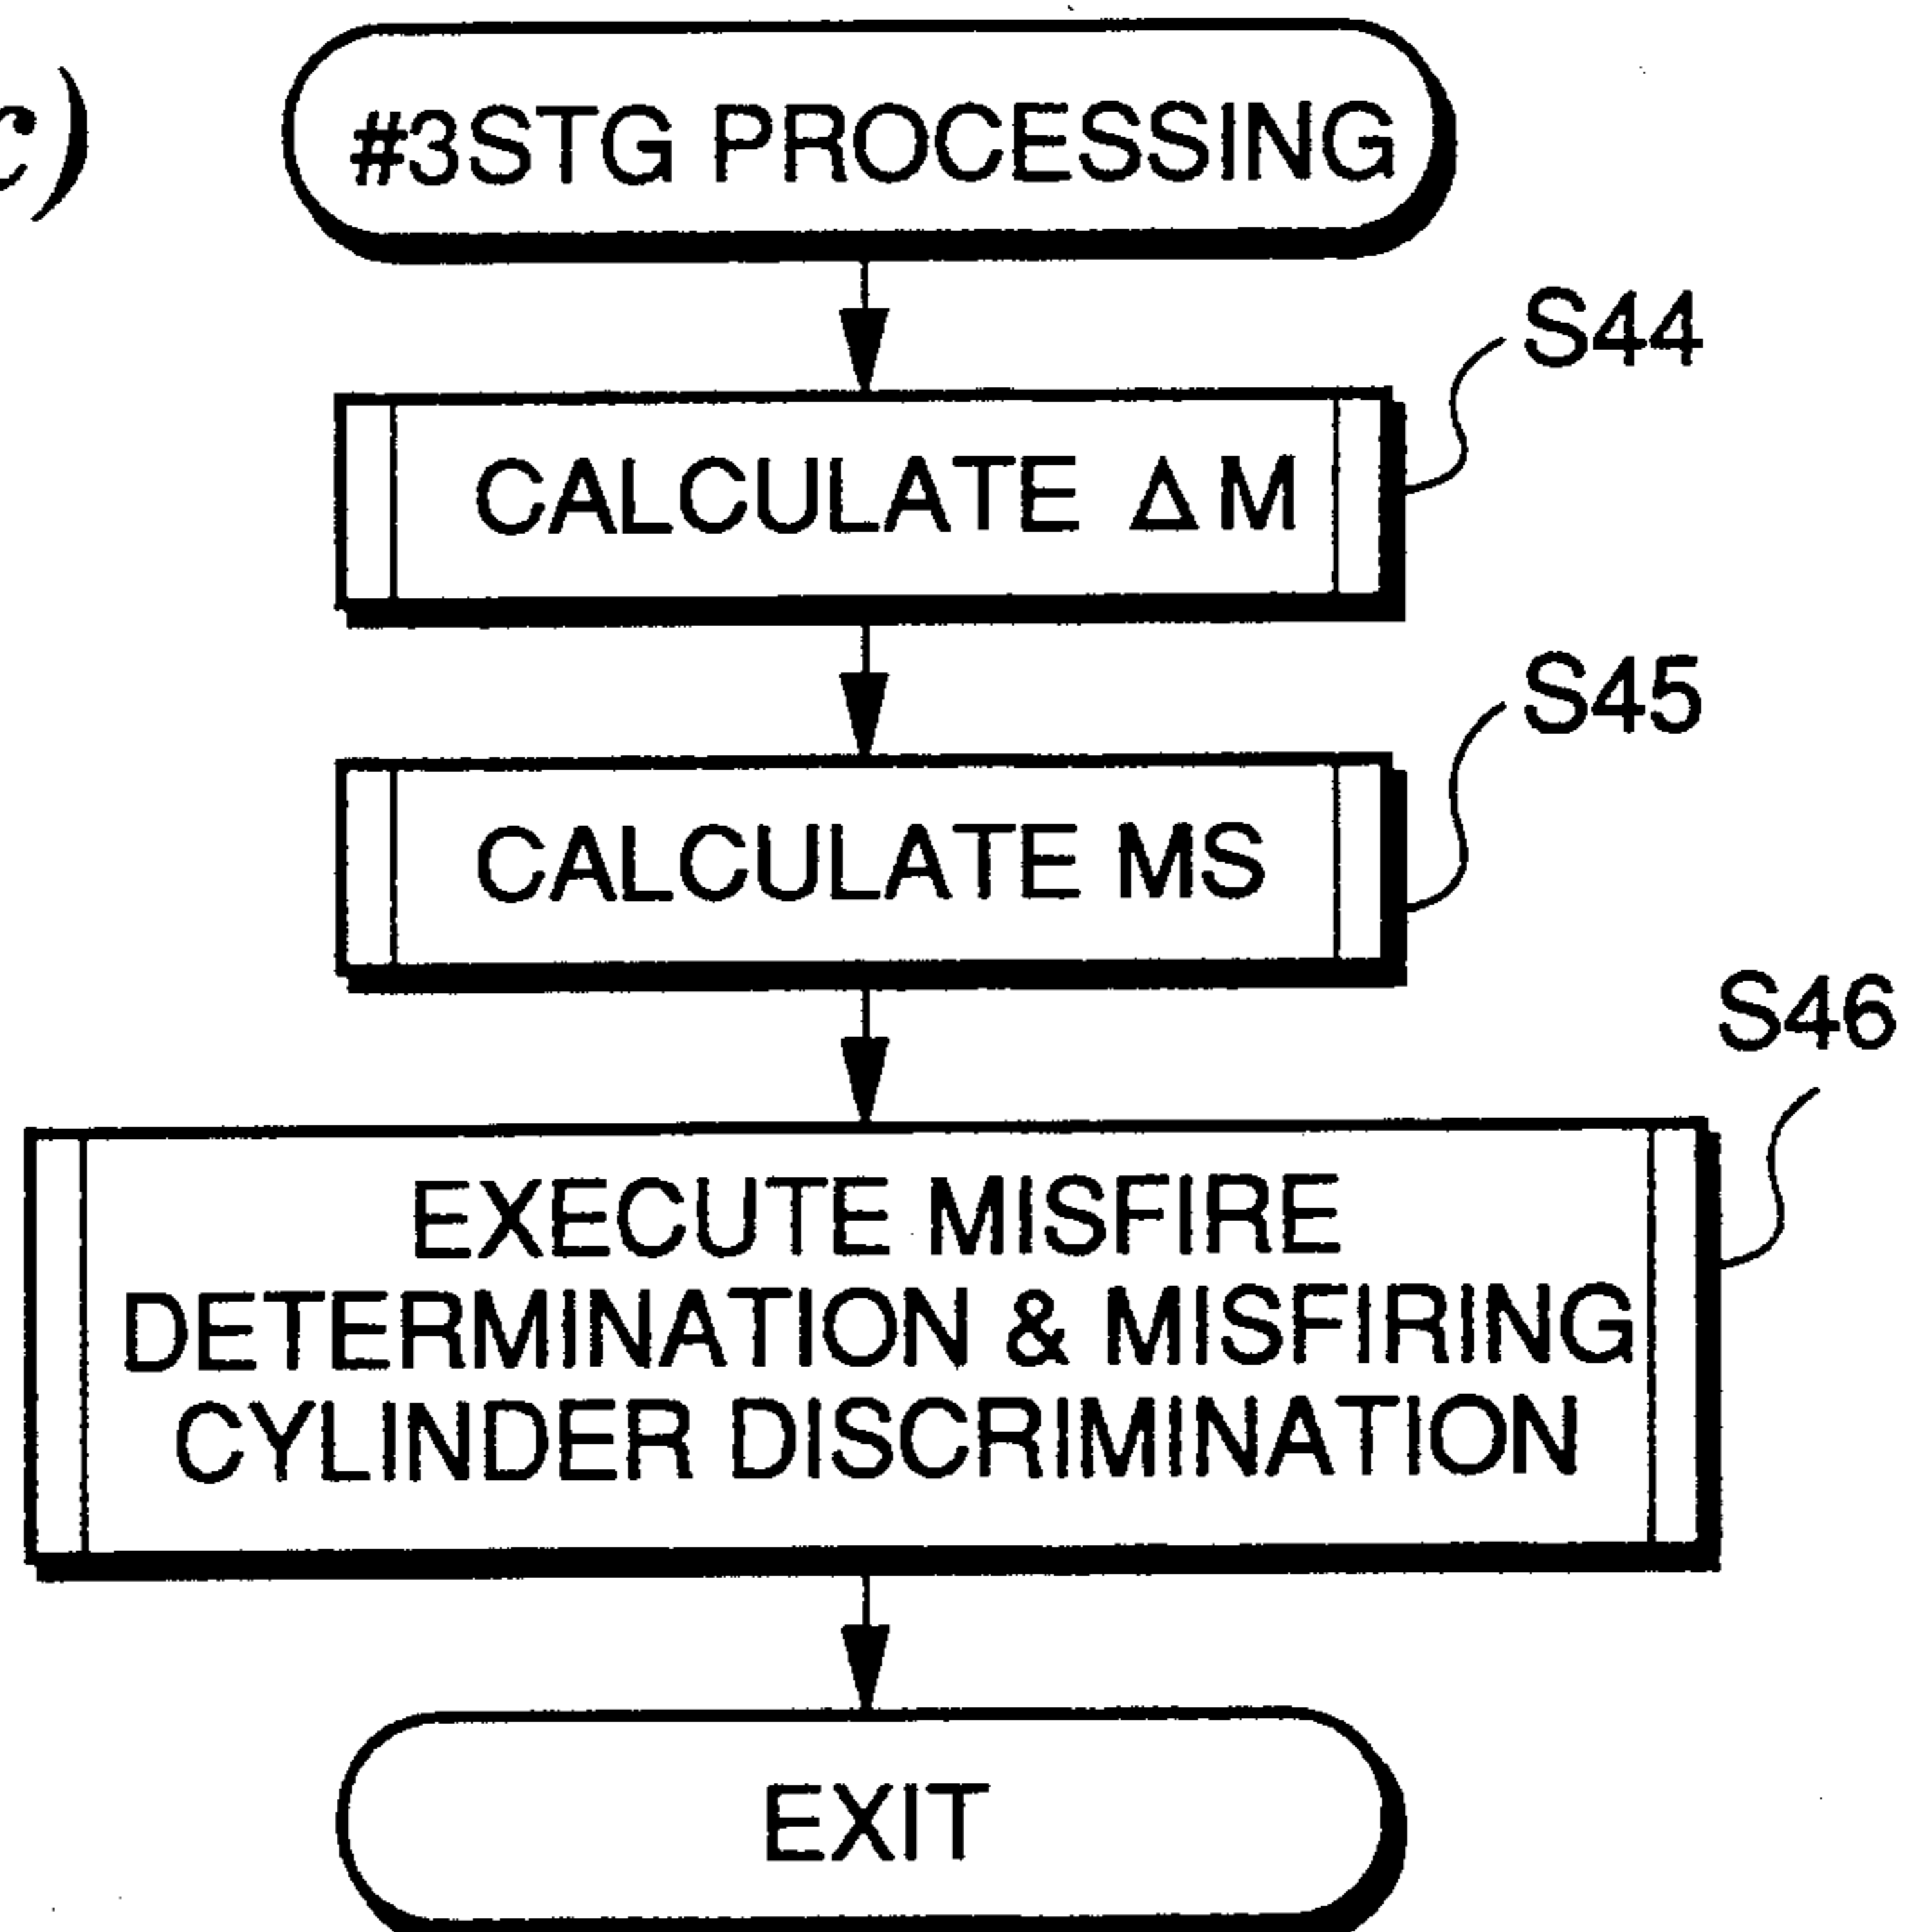 c)
#3STG PROCESSING
S44
CALCULATE ΔM
S45
CALCULATE MS
S46
EXECUTE MISFIRE
DETERMINATION & MISFIRING
CYLINDER DISCRIMINATION
EXIT